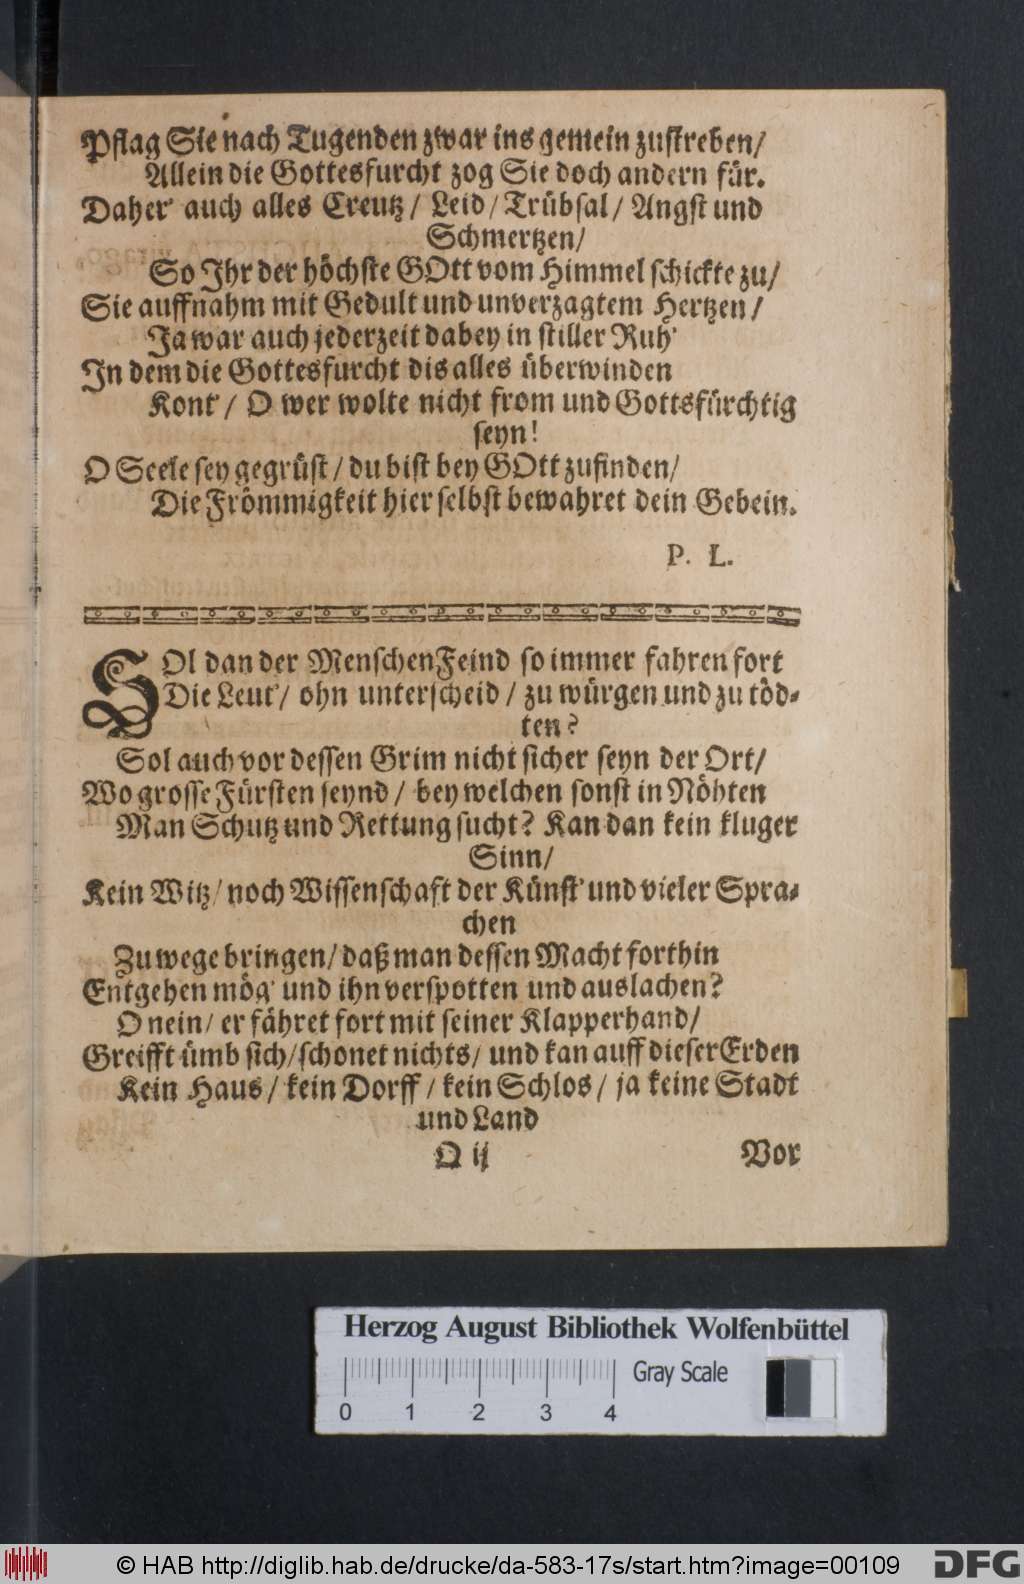 Pflag Sie nach Tugenden zwar ins gemein zustreben/
Allein die Gottesfurcht zog Sie doch andern für.
Daher auch alles Creutz / Leid / Trübsal / Angst und
Schmertzen/
So Ihr der höchste GOtt vom Himmel schickte zu/
Sie auffnahm mit Gedult und unverzagtem Hertzen /
Ja war auch jederzeit dabey in stiller Ruh'
In dem die Gottesfurcht dis alles überwinden
Kont' / O wer wolte nicht from und Gottsfürchtig
seyn!
O Seele sey gegrüst / du bist bey GOtt zufinden/
Die Frömmigkeit hier selbst bewahret dein Gebein.
P. L.
SOl dan der Menschen Feind so immer fahren fort
Die Leut' / ohn unterscheid / zu würgen und zu töd-
ten?
Sol auch vor dessen Grim nicht sicher seyn der Ort/
Wo grosse Fürsten seynd / bey welchen sonst in Nöhten
Man Schutz und Rettung sucht? Kan dan kein kluger
Sinn/
Kein Witz/ noch Wissenschaft der Künst' und vieler Spra-
chen
Zu wege bringen/ daß man dessen Macht forthin
Entgehen mög' und ihn verspotten und auslachen?
O nein/ er fähret fort mit seiner Klapperhand/
Greifft ümb sich/ schonet nichts/ und kan auff dieser Erden
Kein Haus / kein Dorff / kein Schlos / ja keine Stadt
und Land
O ij
Vor
Herzog August Bibliothek Wolfenbüttel
Gray Scale
0 1 2 3 4
© HAB http://diglib.hab.de/drucke/da-583-17s/start.htm?image=00109
DFG